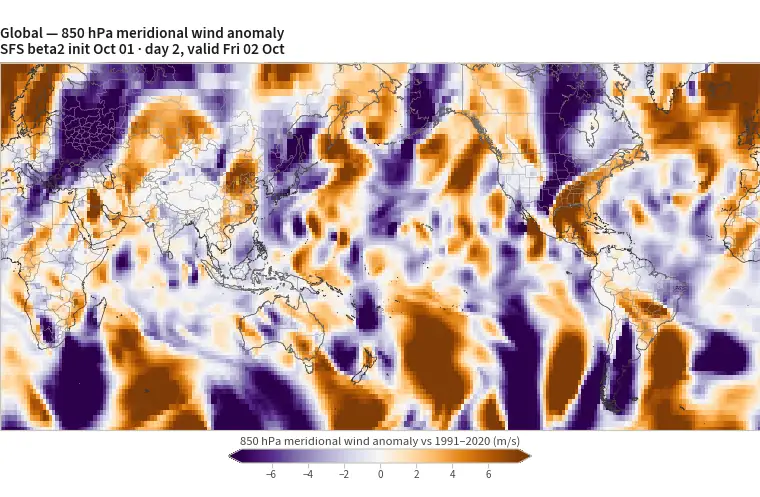 Global — 850 hPa meridional wind anomaly
SFS beta2 init Oct 01 · day 2, valid Fri 02 Oct
850 hPa meridional wind anomaly vs 1991–2020 (m/s)
−6 −4 −2 0 2 4 6